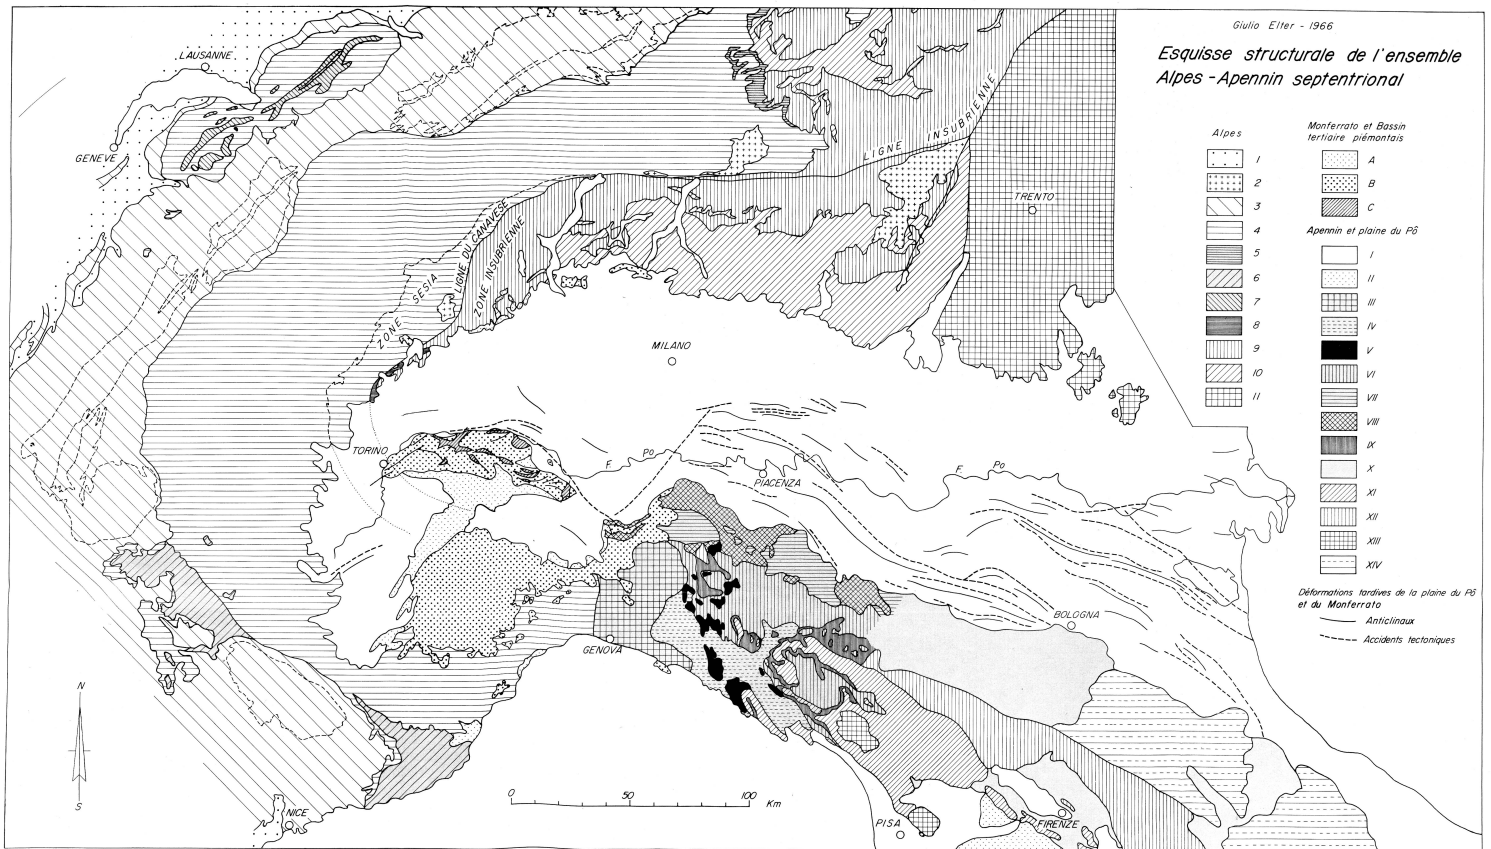 Giulio Elter - 1966
Esquisse structurale de l'ensemble
Alpes - Apennin septentrional
Alpes
1
2
3
4
5
6
7
8
9
10
11
Monferrato et Bassin
tertiaire piémontais
A
B
C
Apennin et plaine du Pô
I
II
III
IV
V
VI
VII
VIII
IX
X
XI
XII
XIII
XIV
Déformations tardives de la plaine du Pô
et du Monferrato
Anticlinaux
Accidents tectoniques
LAUSANNE
GENEVE
LIGNE INSUBRIENNE
TRENTO
ZONE SESIA
LIGNE DU CANAVESE
ZONE INSUBRIENNE
MILANO
TORINO
B
F. Po
PIACENZA
F. Po
BOLOGNA
GENOVA
N
S
NICE
0 50 100 Km
PISA
FIRENZE